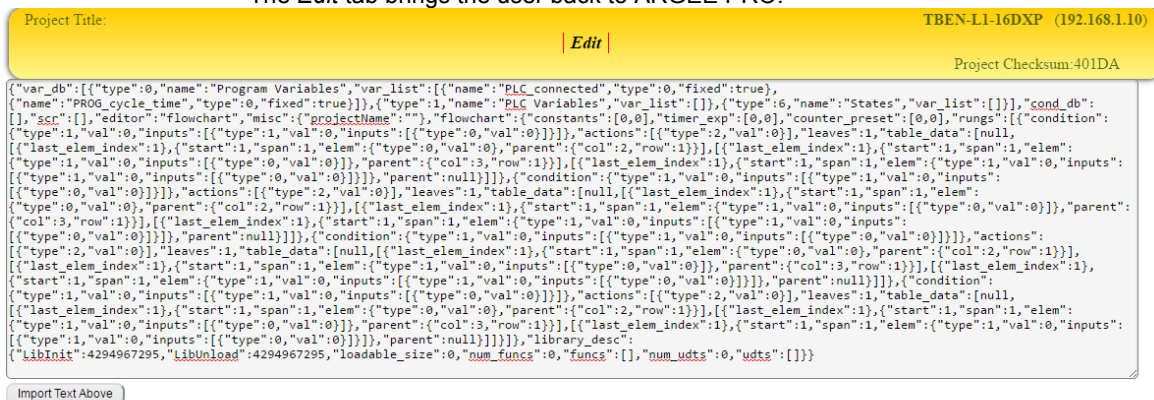 The Edit tab brings the user back to ARGEE PRO.
Project Title:
TBEN-L1-16DXP (192.168.1.10)
| Edit |
Project Checksum:401DA
{"var_db":[{"type":0,"name":"Program Variables","var_list":[{"name":"PLC_connected","type":0,"fixed":true},
{"name":"PROG_cycle_time","type":0,"fixed":true}]},{"type":1,"name":"PLC Variables","var_list":[]},{"type":6,"name":"States","var_list":[]}],"cond_db":
[],"scr":[],"editor":"flowchart","misc":{"projectName":""},"flowchart":{"constants":[0,0],"timer_exp":[0,0],"counter_preset":[0,0],"rungs":[{"condition":
{"type":1,"val":0,"inputs":[{"type":1,"val":0,"inputs":[{"type":0,"val":0}]}]},"actions":[{"type":2,"val":0}],"leaves":1,"table_data":[null,
[{"last_elem_index":1},{"start":1,"span":1,"elem":{"type":0,"val":0},"parent":{"col":2,"row":1}}],[{"last_elem_index":1},{"start":1,"span":1,"elem":
{"type":1,"val":0,"inputs":[{"type":0,"val":0}]},"parent":{"col":3,"row":1}}],[{"last_elem_index":1},{"start":1,"span":1,"elem":{"type":1,"val":0,"inputs":
[{"type":1,"val":0,"inputs":[{"type":0,"val":0}]}]},"parent":null}]]},{"condition":{"type":1,"val":0,"inputs":[{"type":1,"val":0,"inputs":
[{"type":0,"val":0}]}]},"actions":[{"type":2,"val":0}],"leaves":1,"table_data":[null,[{"last_elem_index":1},{"start":1,"span":1,"elem":
{"type":0,"val":0},"parent":{"col":2,"row":1}}],[{"last_elem_index":1},{"start":1,"span":1,"elem":{"type":1,"val":0,"inputs":[{"type":0,"val":0}]},"parent":
{"col":3,"row":1}}],[{"last_elem_index":1},{"start":1,"span":1,"elem":{"type":1,"val":0,"inputs":[{"type":1,"val":0,"inputs":
[{"type":0,"val":0}]}]},"parent":null}]]},{"condition":{"type":1,"val":0,"inputs":[{"type":1,"val":0,"inputs":[{"type":0,"val":0}]}]},"actions":
[{"type":2,"val":0}],"leaves":1,"table_data":[null,[{"last_elem_index":1},{"start":1,"span":1,"elem":{"type":0,"val":0},"parent":{"col":2,"row":1}}],
[{"last_elem_index":1},{"start":1,"span":1,"elem":{"type":1,"val":0,"inputs":[{"type":0,"val":0}]},"parent":{"col":3,"row":1}}],[{"last_elem_index":1},
{"start":1,"span":1,"elem":{"type":1,"val":0,"inputs":[{"type":1,"val":0,"inputs":[{"type":0,"val":0}]}]},"parent":null}]]},{"condition":
{"type":1,"val":0,"inputs":[{"type":1,"val":0,"inputs":[{"type":0,"val":0}]}]},"actions":[{"type":2,"val":0}],"leaves":1,"table_data":[null,
[{"last_elem_index":1},{"start":1,"span":1,"elem":{"type":0,"val":0},"parent":{"col":2,"row":1}}],[{"last_elem_index":1},{"start":1,"span":1,"elem":
{"type":1,"val":0,"inputs":[{"type":0,"val":0}]},"parent":{"col":3,"row":1}}],[{"last_elem_index":1},{"start":1,"span":1,"elem":{"type":1,"val":0,"inputs":
[{"type":1,"val":0,"inputs":[{"type":0,"val":0}]}]},"parent":null}]]}]},"library_desc":
{"LibInit":4294967295,"LibUnload":4294967295,"loadable_size":0,"num_funcs":0,"funcs":[],"num_udts":0,"udts":[]}}
Import Text Above